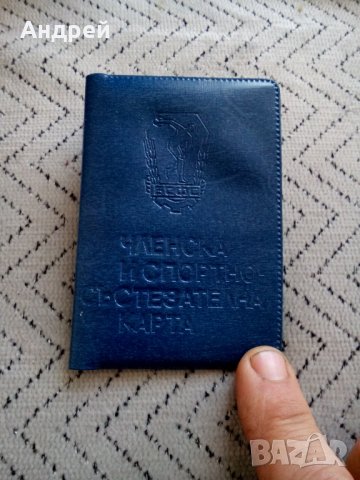 Андрей
БСФС
ЧЛЕНСКА
И СПОРТНО-
СЪСТЕЗАТЕЛНА
КАРТА
BAZAR